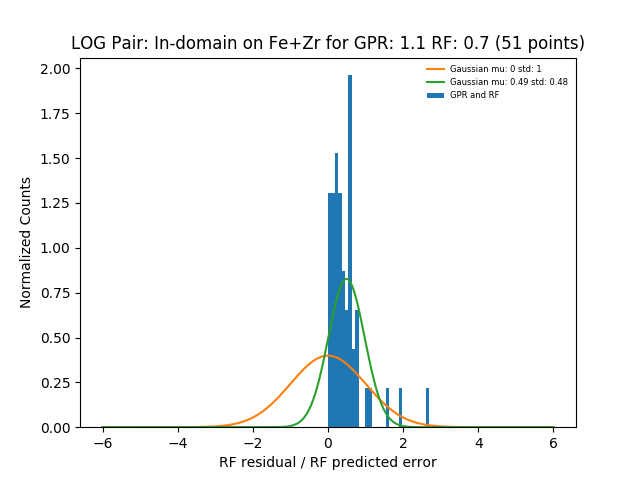 LOG Pair: In-domain on Fe+Zr for GPR: 1.1 RF: 0.7 (51 points)
Gaussian mu: 0 std: 1
Gaussian mu: 0.49 std: 0.48
GPR and RF
Normalized Counts
2.00
1.75
1.50
1.25
1.00
0.75
0.50
0.25
0.00
−6
−4
−2
0
2
4
6
RF residual / RF predicted error